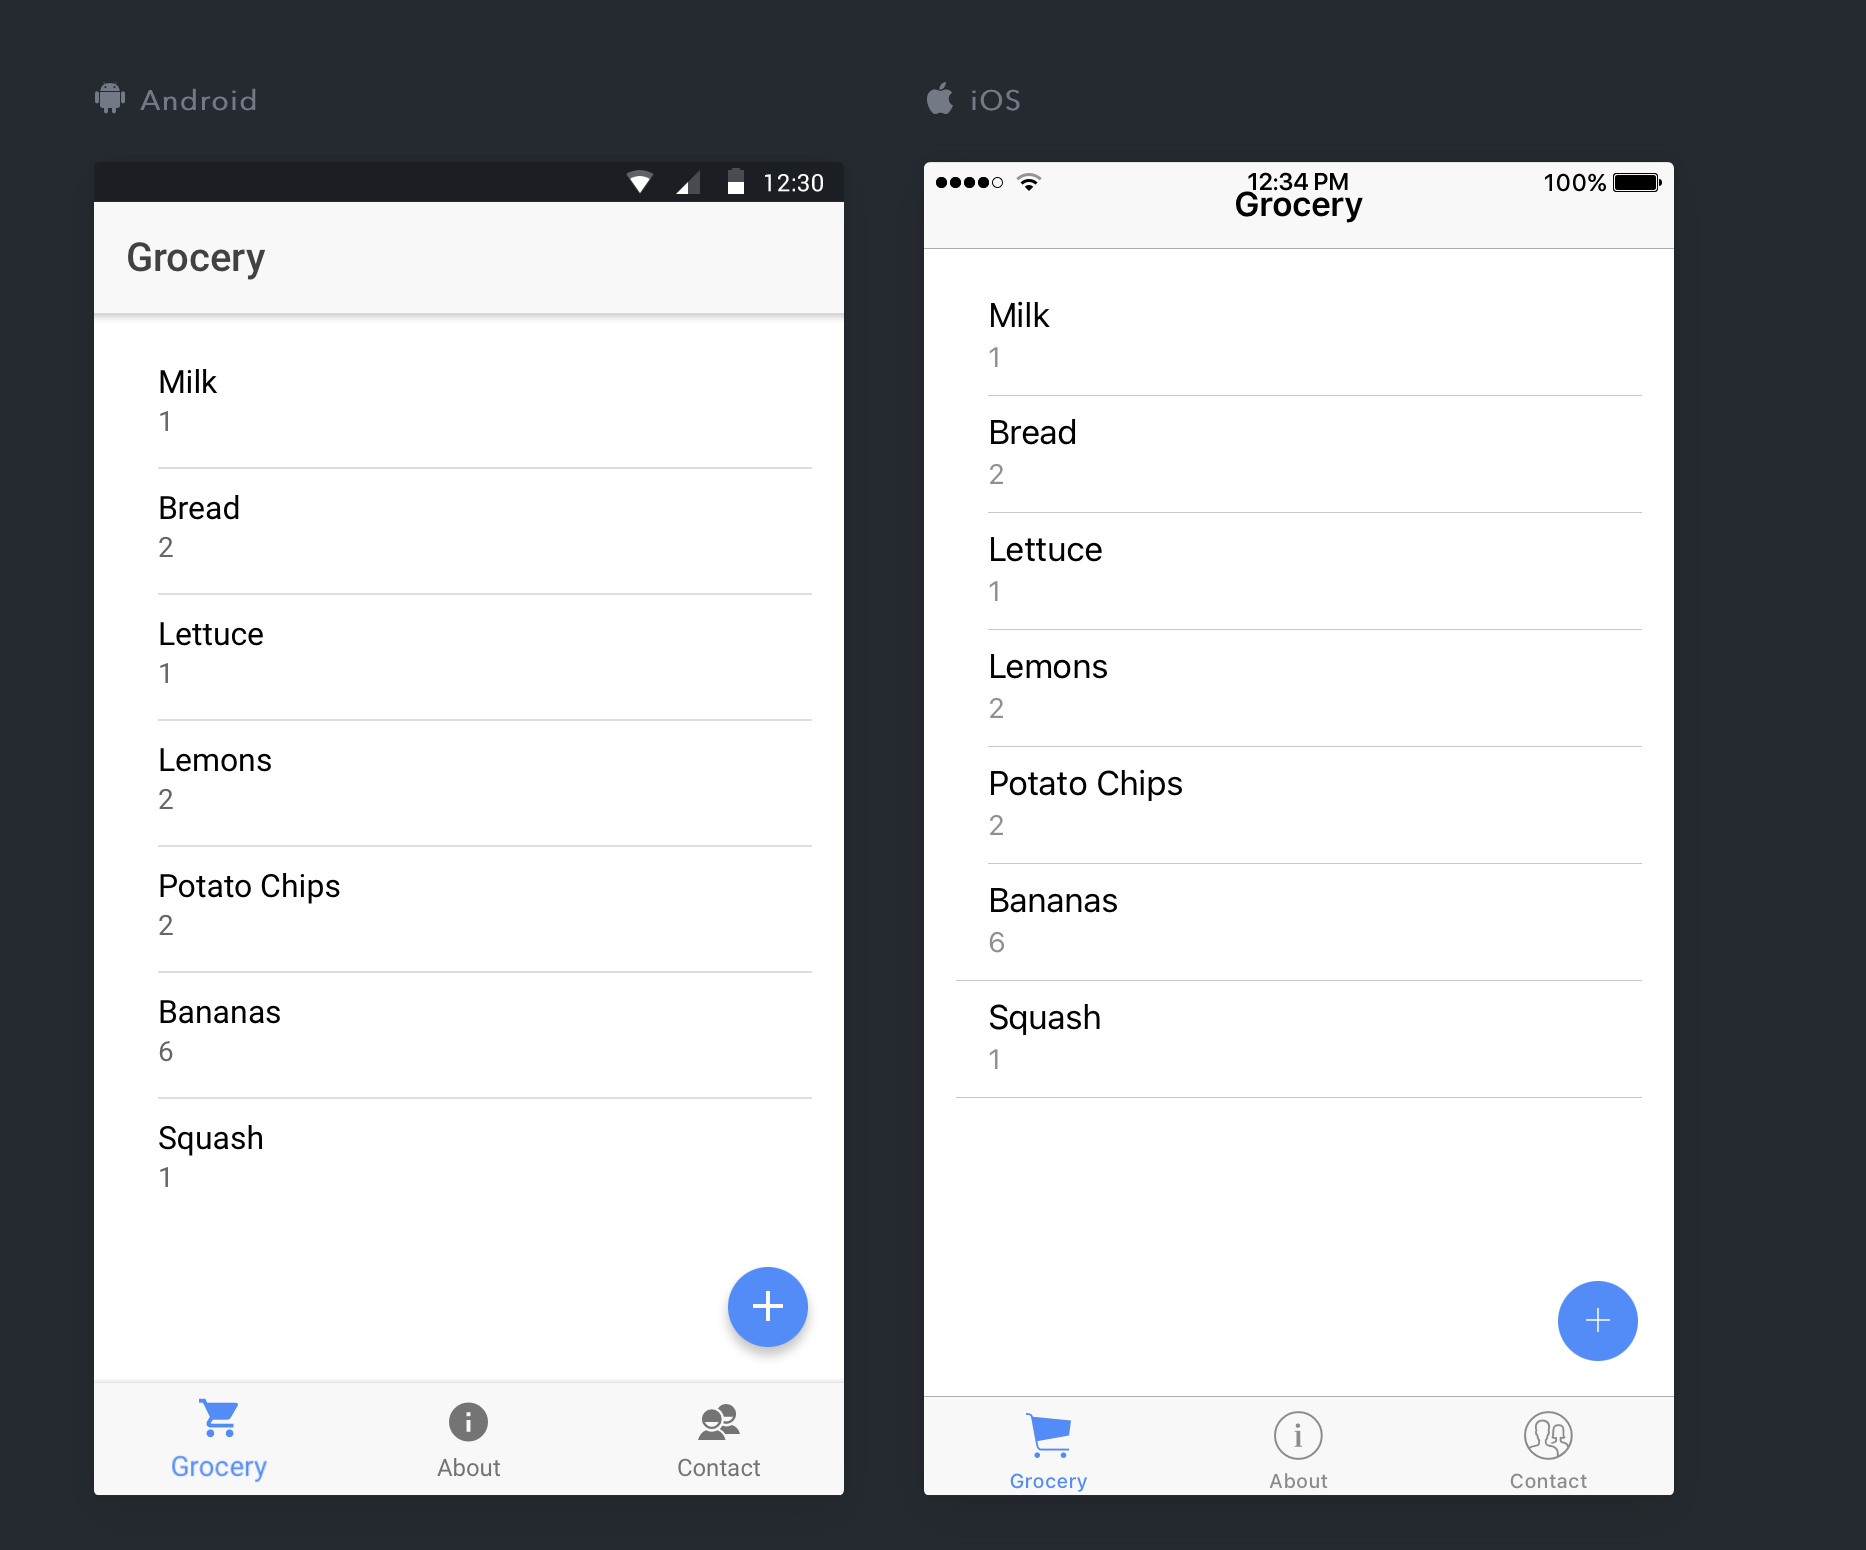 Android
12:30
Grocery
Milk
1
Bread
2
Lettuce
1
Lemons
2
Potato Chips
2
Bananas
6
Squash
1
Grocery
About
Contact
iOS
12:34 PM
100%
Grocery
Milk
1
Bread
2
Lettuce
1
Lemons
2
Potato Chips
2
Bananas
6
Squash
1
Grocery
About
Contact